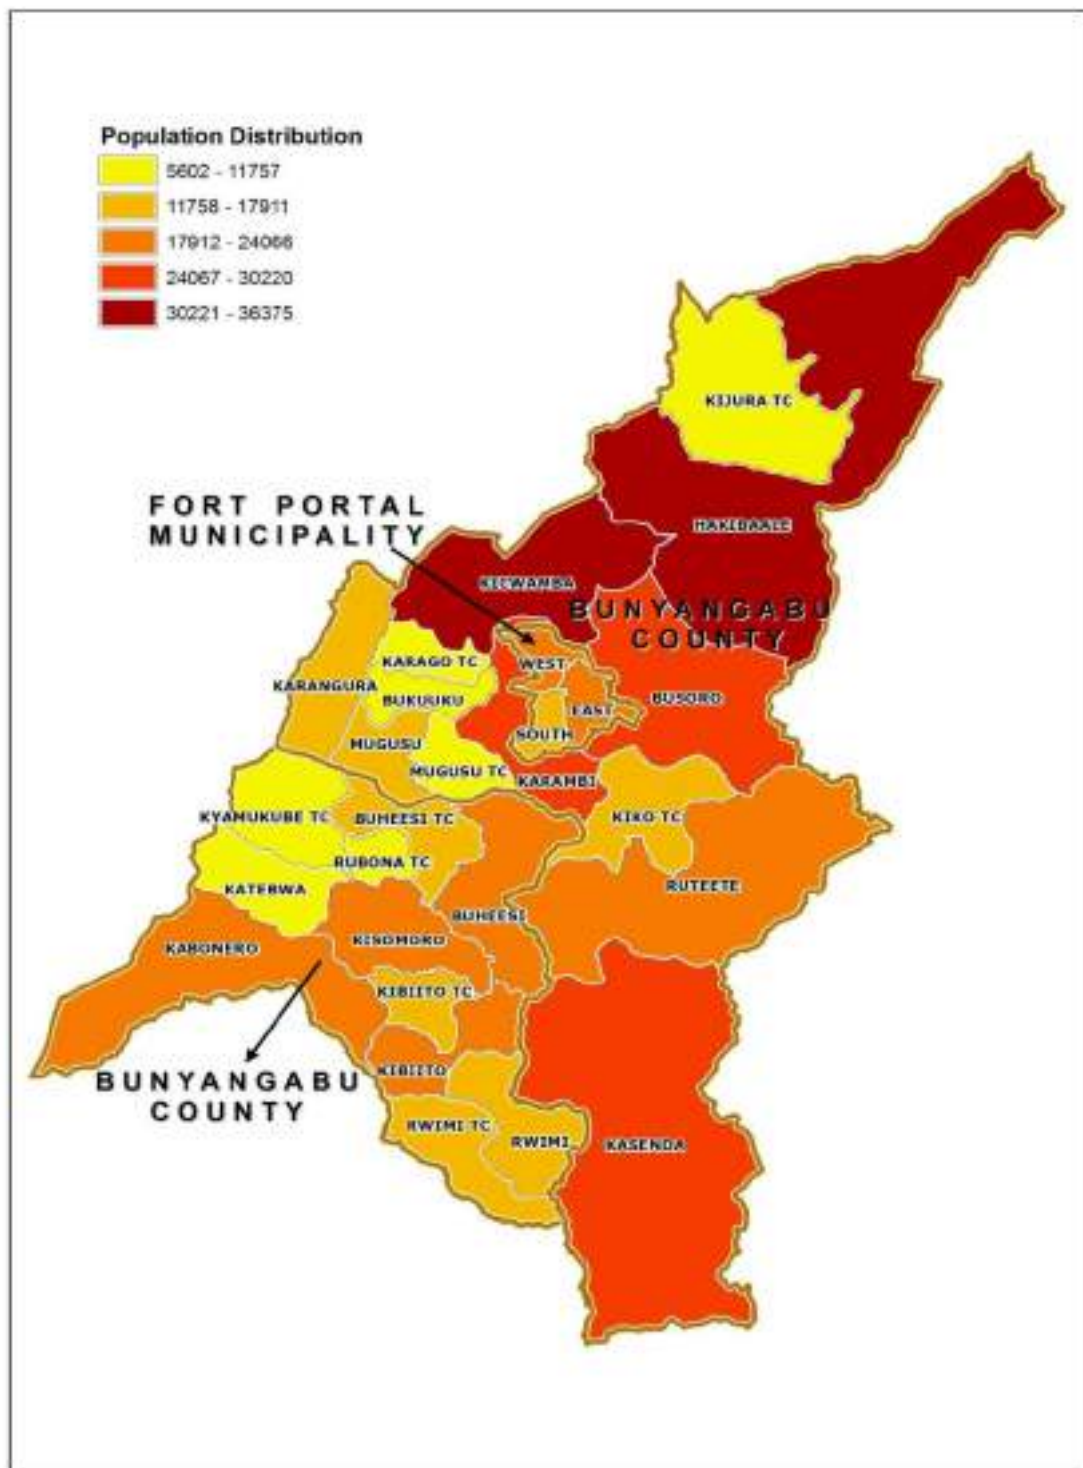 Population Distribution
5602 - 11757
11758 - 17911
17912 - 24066
24067 - 30220
30221 - 36375
KIJURA TC
FORT PORTAL
MUNICIPALITY
HAKIBAALE
KICWAMBA
BUNYANGABU
COUNTY
KARAGO TC
WEST
KARANGURA
BUKUUKU
BUSORO
EAST
MUGUSU
SOUTH
MUGUSU TC
KARAMBI
KYAMUKUBE TC
BUHEESI TC
KIKO TC
RUBONA TC
KATEBWA
RUTEETE
BUHEESI
KABONERO
KISOMORO
KIBIITO TC
KIBIITO
BUNYANGABU
COUNTY
RWIMI TC
RWIMI
KASENDA